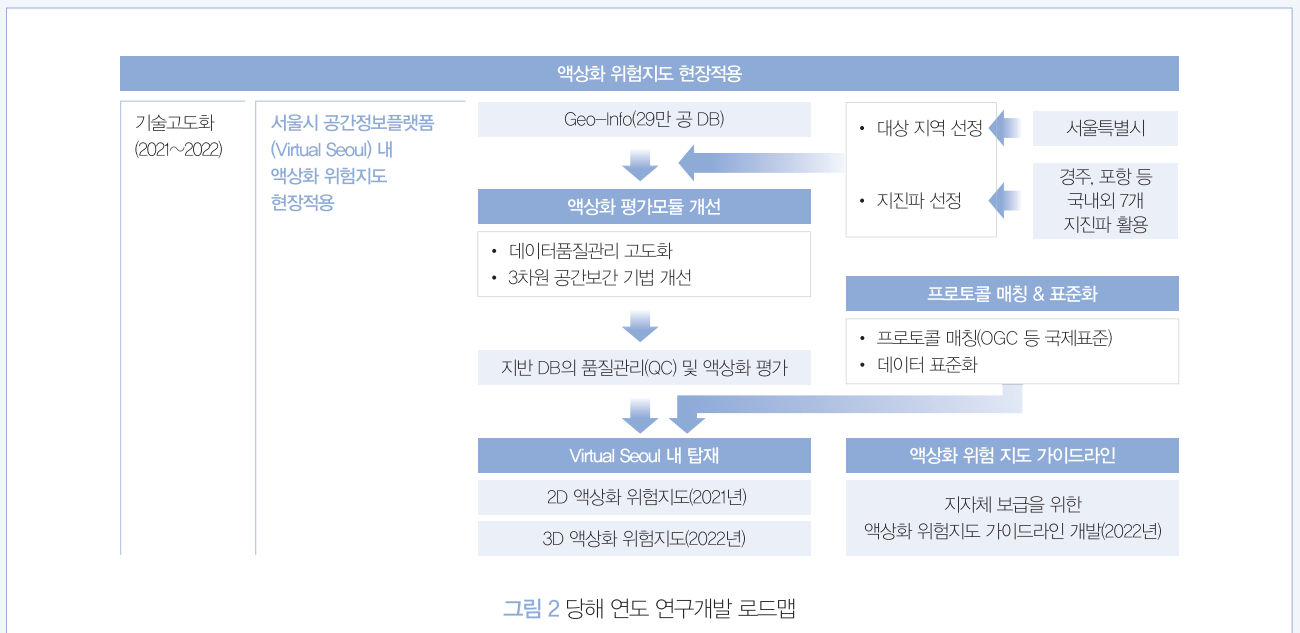 액상화 위험지도 현장적용
기술고도화
(2021~2022)
서울시 공간정보플랫폼
(Virtual Seoul) 내
액상화 위험지도
현장적용
Geo-Info(29만 공 DB)
• 대상 지역 선정
서울특별시
• 지진파 선정
경주, 포항 등
국내외 7개
지진파 활용
액상화 평가모듈 개선
• 데이터품질관리 고도화
• 3차원 공간보간 기법 개선
프로토콜 매칭 & 표준화
• 프로토콜 매칭(OGC 등 국제표준)
• 데이터 표준화
지반 DB의 품질관리(QC) 및 액상화 평가
Virtual Seoul 내 탑재
2D 액상화 위험지도(2021년)
3D 액상화 위험지도(2022년)
액상화 위험 지도 가이드라인
지자체 보급을 위한
액상화 위험지도 가이드라인 개발(2022년)
그림 2 당해 연도 연구개발 로드맵